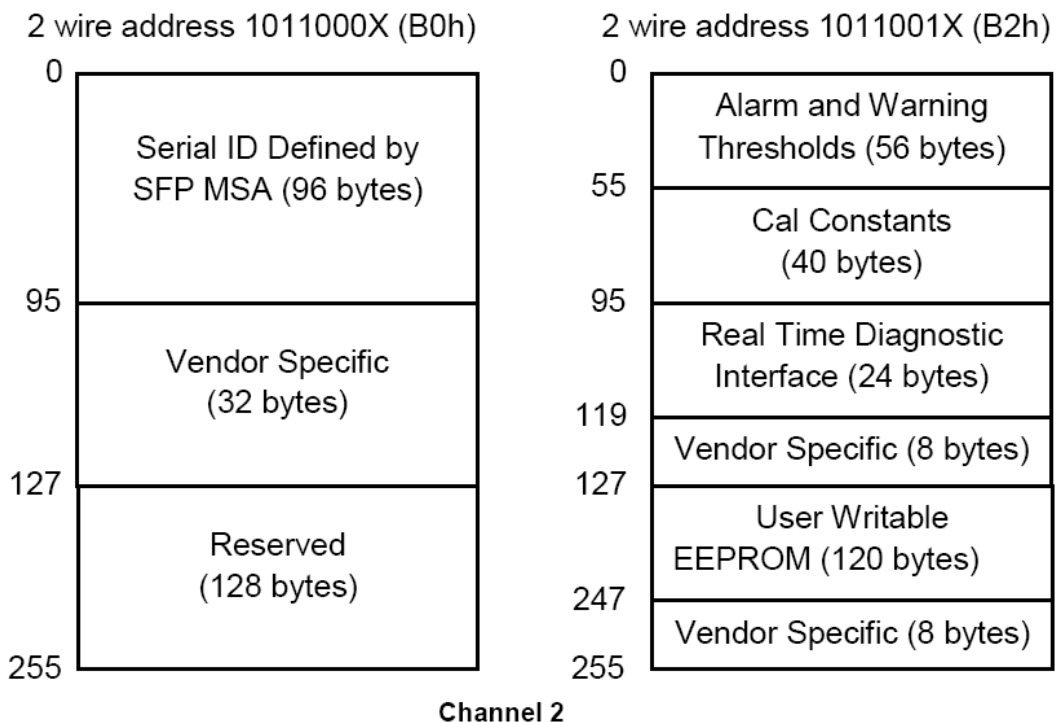 2 wire address 1011000X (B0h)
0
Serial ID Defined by
SFP MSA (96 bytes)
95
Vendor Specific
(32 bytes)
127
Reserved
(128 bytes)
255
2 wire address 1011001X (B2h)
0
Alarm and Warning
Thresholds (56 bytes)
55
Cal Constants
(40 bytes)
95
Real Time Diagnostic
Interface (24 bytes)
119
Vendor Specific (8 bytes)
127
User Writable
EEPROM (120 bytes)
247
Vendor Specific (8 bytes)
255
Channel 2